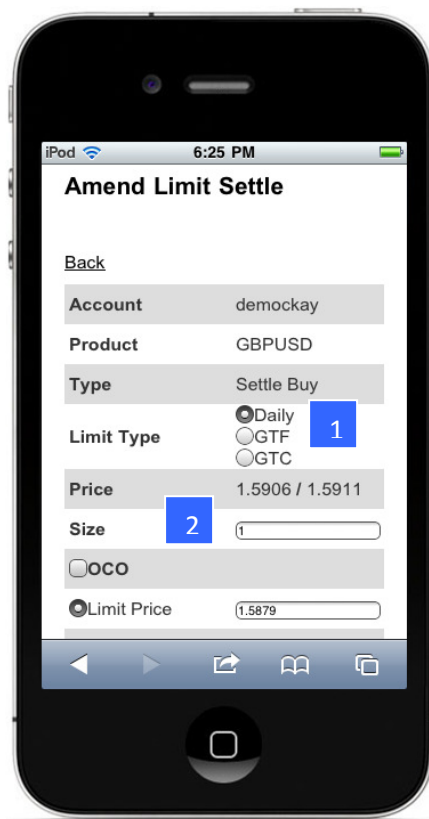 iPod 6:25 PM
Amend Limit Settle
Back
Account demockay
Product GBPUSD
Type Settle Buy
Limit Type Daily 1
GTF
GTC
Price 1.5906 / 1.5911
Size 2 1
OCO
Limit Price 1.5879